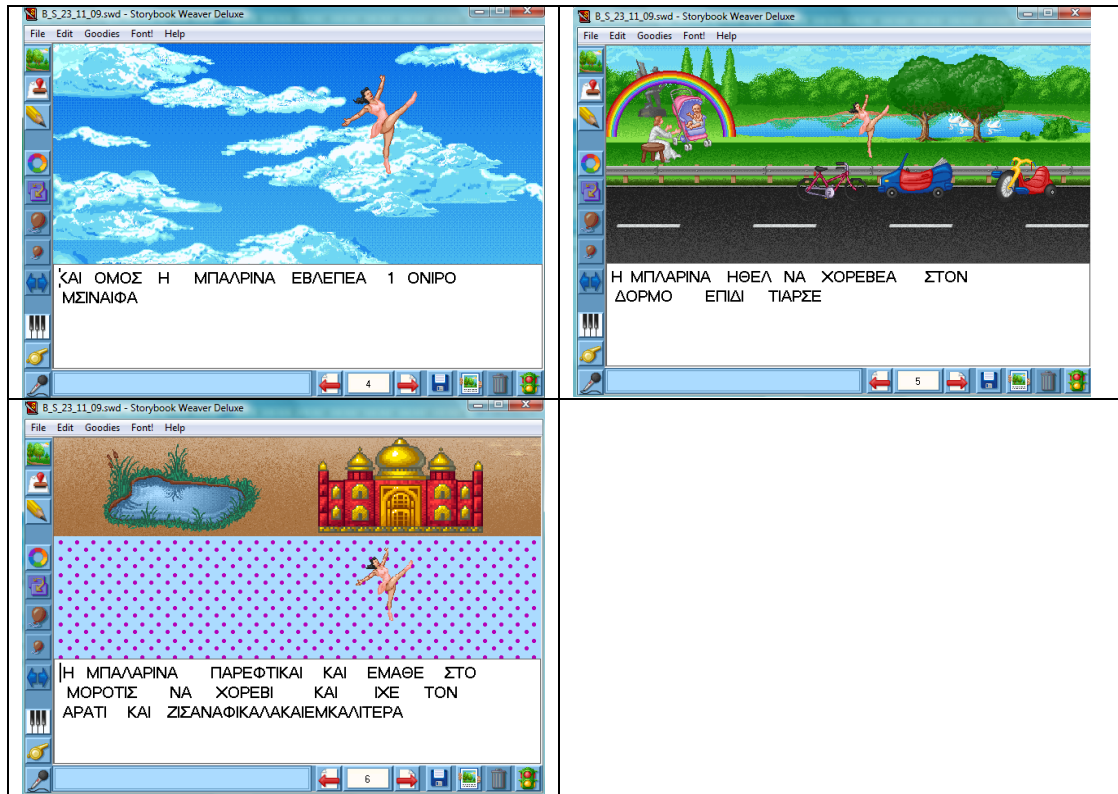 B_S_23_11_09.swd - Storybook Weaver Deluxe
File Edit Goodies Font! Help
ΚΑΙ ΟΜΟΣ Η ΜΠΑΛΡΙΝΑ ΕΒΛΕΠΕΑ 1 ΟΝΙΡΟ
ΜΣΙΝΑΙΦΑ
4
B_S_23_11_09.swd - Storybook Weaver Deluxe
File Edit Goodies Font! Help
Η ΜΠΛΑΡΙΝΑ ΗΘΕΛ ΝΑ ΧΟΡΕΒΕΑ ΣΤΟΝ
ΔΟΡΜΟ ΕΠΙΔΙ ΤΙΑΡΣΕ
5
B_S_23_11_09.swd - Storybook Weaver Deluxe
File Edit Goodies Font! Help
Η ΜΠΑΛΑΡΙΝΑ ΠΑΡΕΦΤΙΚΑΙ ΚΑΙ ΕΜΑΘΕ ΣΤΟ
ΜΟΡΟΤΙΣ ΝΑ ΧΟΡΕΒΙ ΚΑΙ ΙΧΕ ΤΟΝ
ΑΡΑΤΙ ΚΑΙ ΖΙΣΑΝΑΦΙΚΑΛΑΚΑΙΕΜΚΑΛΙΤΕΡΑ
6